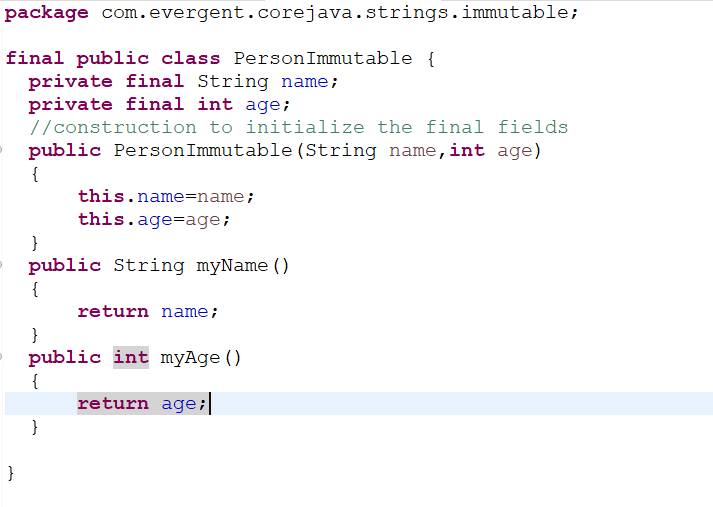 package com.evergent.corejava.strings.immutable;
final public class PersonImmutable {
private final String name;
private final int age;
//construction to initialize the final fields
public PersonImmutable(String name,int age)
{
this.name=name;
this.age=age;
}
public String myName()
{
return name;
}
public int myAge()
{
return age;
}
}